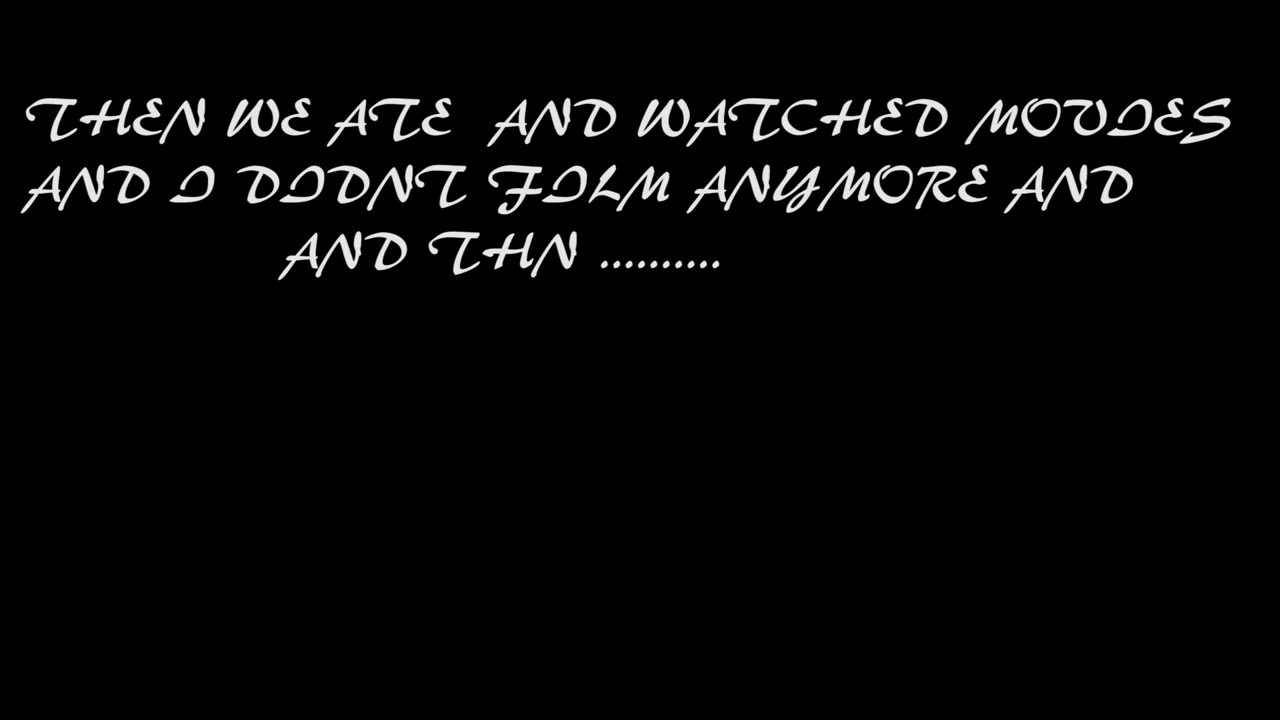 THEN WE ATE  AND WATCHED MOVIES
AND I DIDNT FILM ANYMORE AND
AND THN ..........